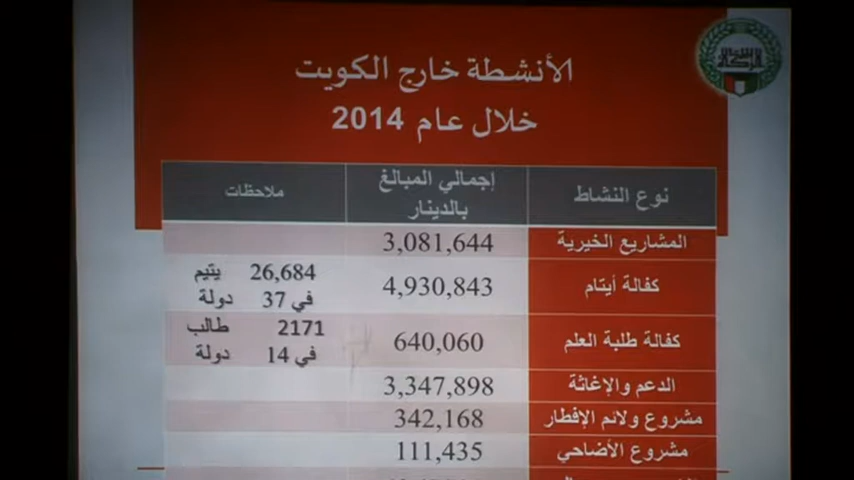 الأنشطة خارج الكويت
خلال عام 2014
نوع النشاط إجمالي المبالغ بالدينار ملاحظات
المشاريع الخيرية 3,081,644
كفالة أيتام 4,930,843 26,684 يتيم
في 37 دولة
كفالة طلبة العلم 640,060 2171 طالب
في 14 دولة
الدعم والإغاثة 3,347,898
مشروع ولائم الإفطار 342,168
مشروع الأضاحي 111,435